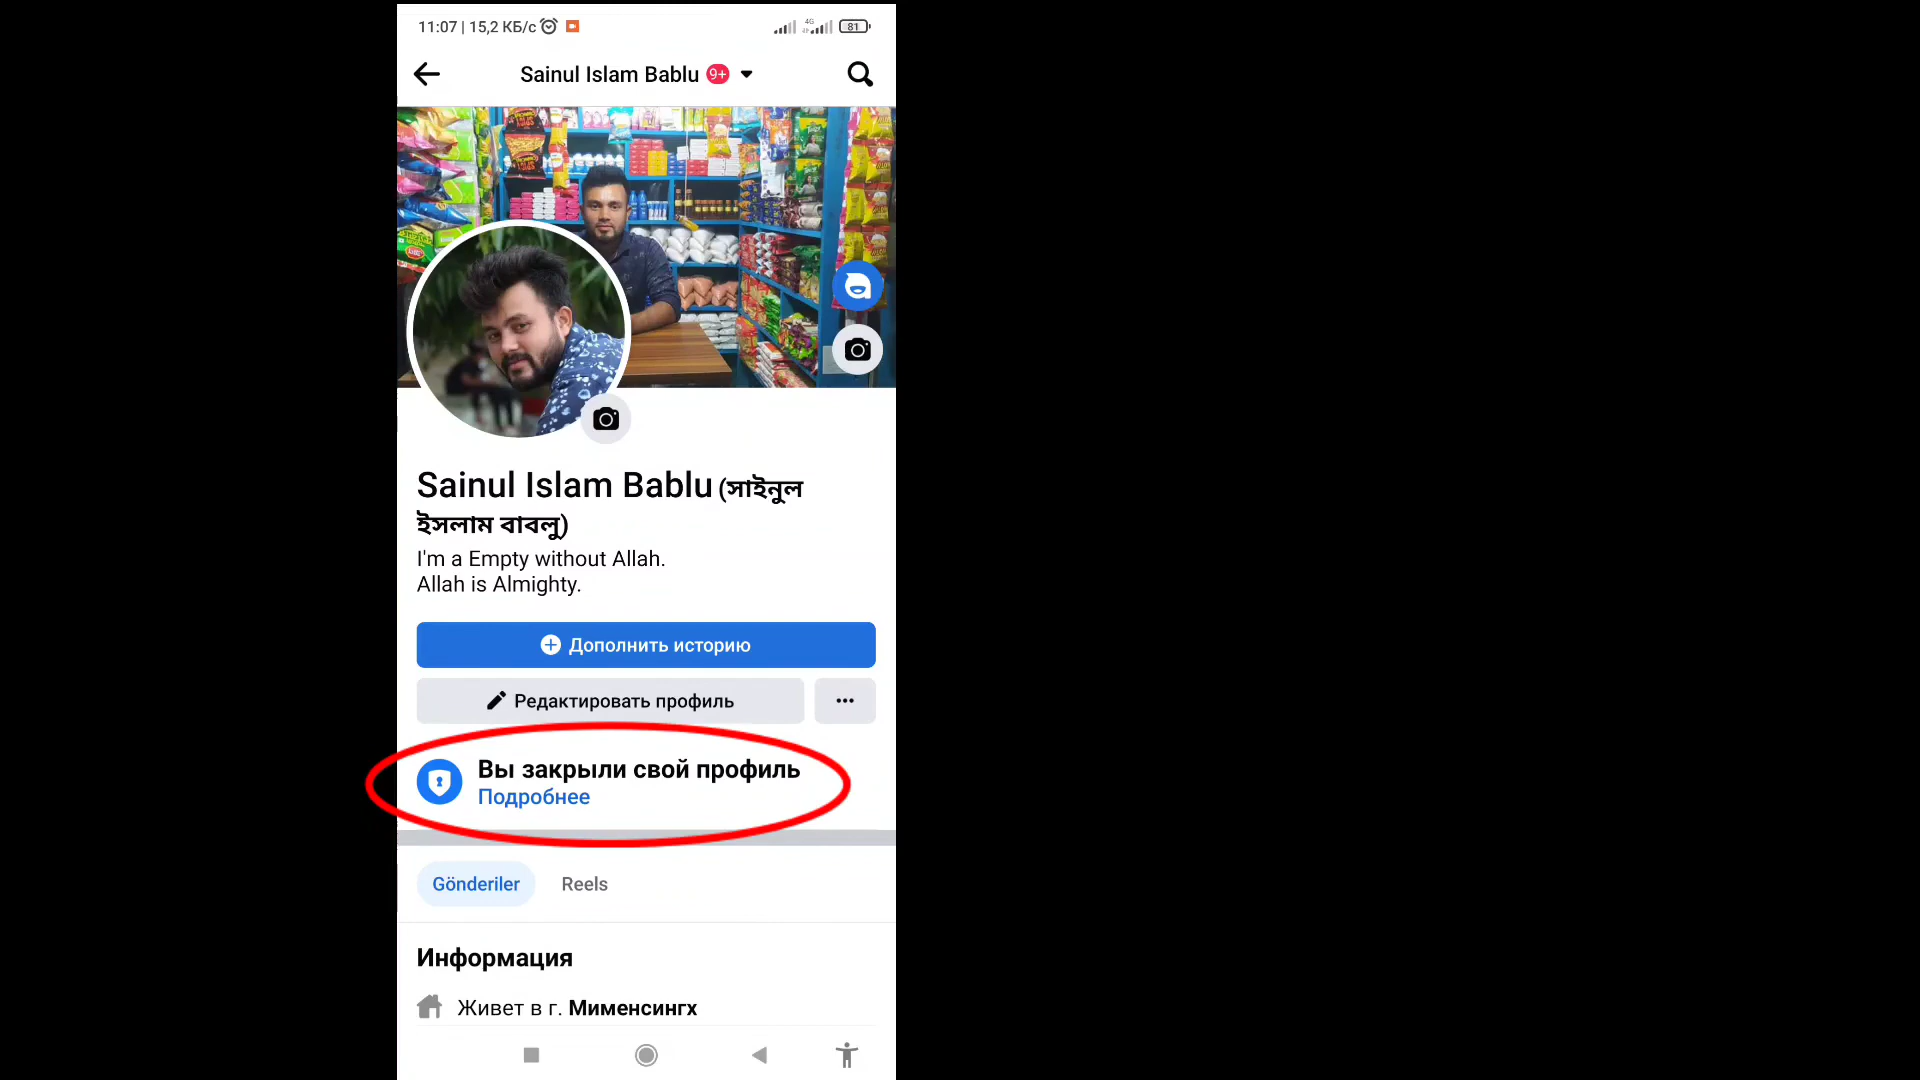 11:07 | 15,2 КБ/с
4G
81
Sainul Islam Bablu 9+
Sainul Islam Bablu (সাইনুল
ইসলাম বাবলু)
I'm a Empty without Allah.
Allah is Almighty.
Дополнить историю
Редактировать профиль
Вы закрыли свой профиль
Подробнее
Gönderiler
Reels
Информация
Живет в г. Мименсингх